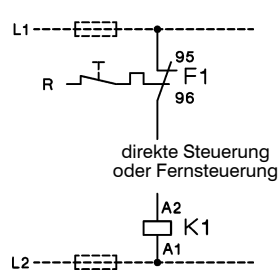 L1
95
F1
R
96
direkte Steuerung
oder Fernsteuerung
A2
K1
A1
L2